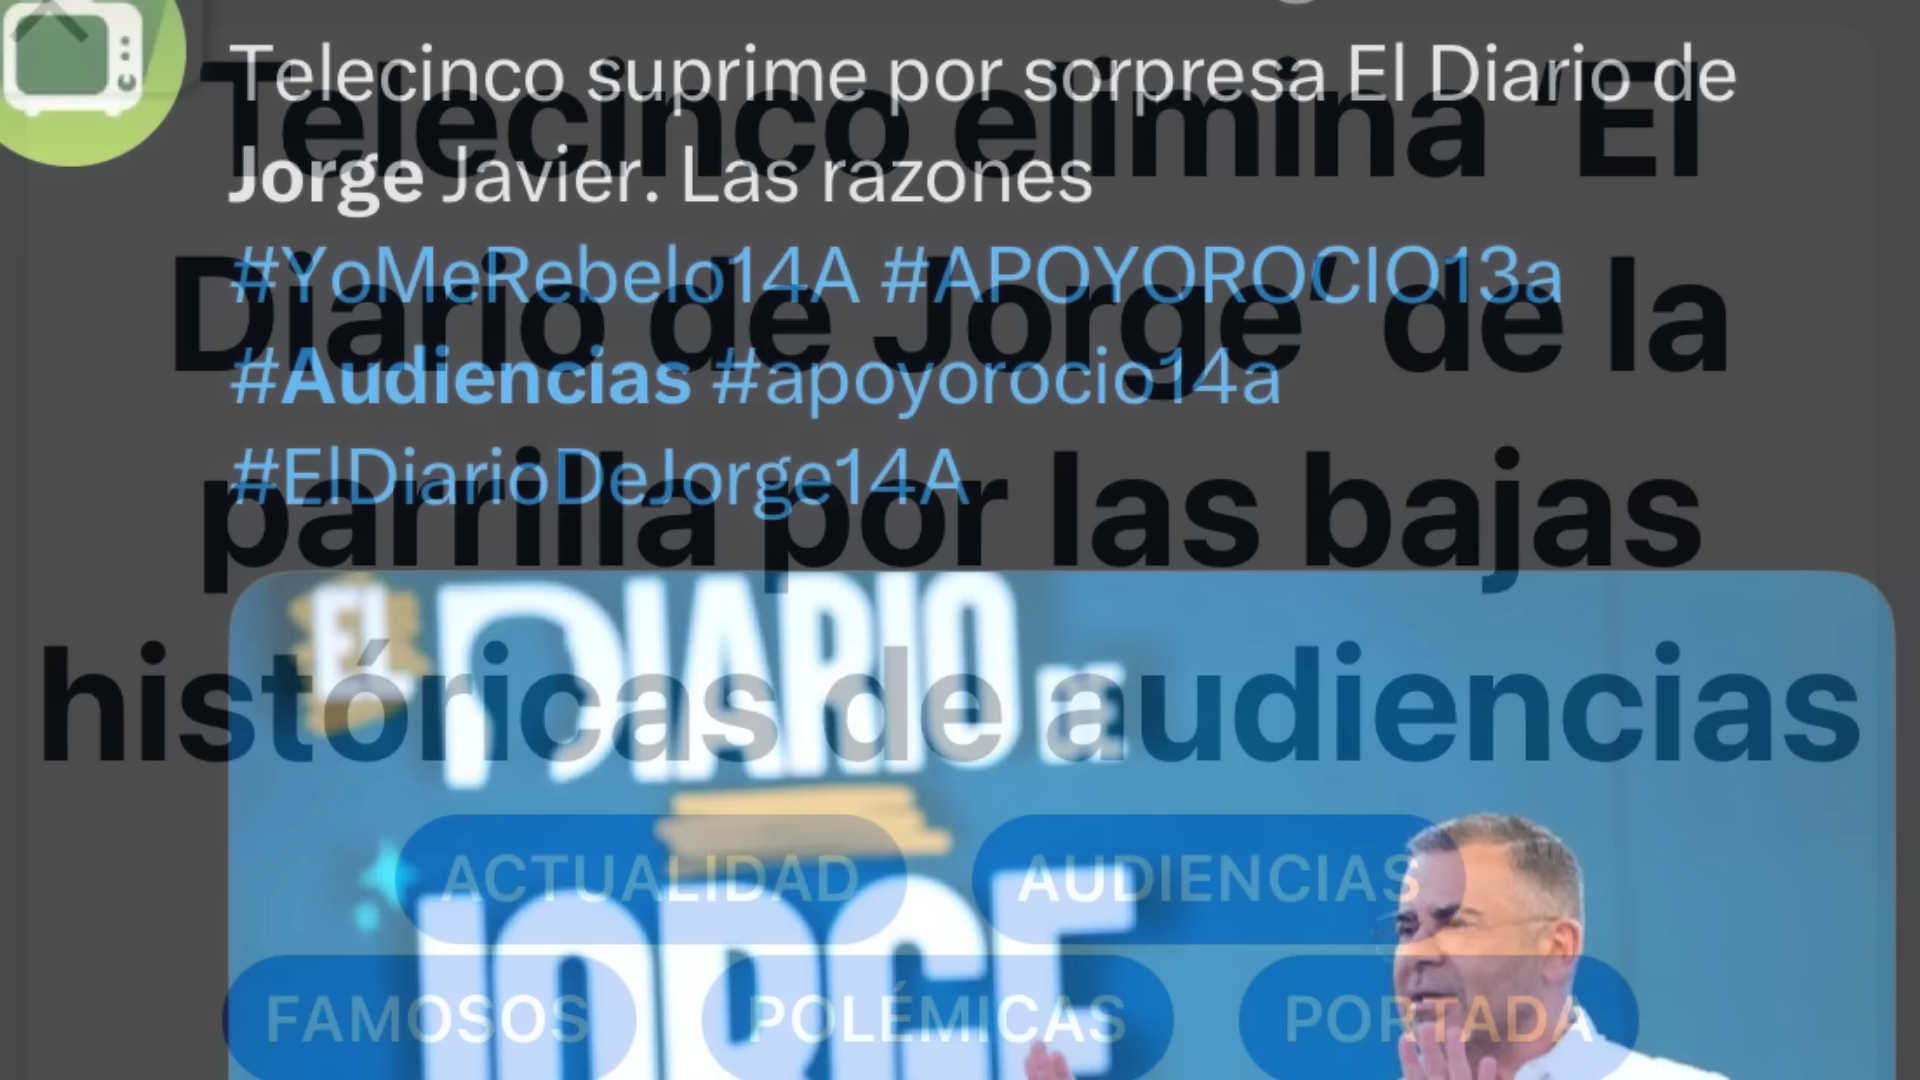 Telecinco suprime por sorpresa El Diario de
Jorge Javier. Las razones
#YoMeRebelo14A #APOYOROCIO13a
#Audiencias #apoyorocio14a
#ElDiarioDeJorge14A
Telecinco elimina ‘El
Diario de Jorge’ de la
parrilla por las bajas
históricas de audiencias
EL DIARIO DE
JORGE
ACTUALIDAD AUDIENCIAS
FAMOSOS POLÉMICAS PORTADA